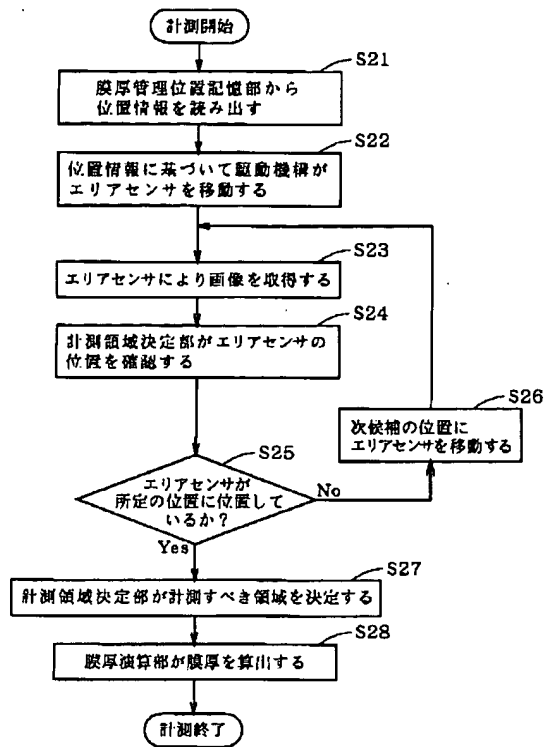 計測開始
S21
膜厚管理位置記憶部から
位置情報を読み出す
S22
位置情報に基づいて駆動機構が
エリアセンサを移動する
S23
エリアセンサにより画像を取得する
S24
計測領域決定部がエリアセンサの
位置を確認する
S26
次候補の位置に
エリアセンサを移動する
S25
エリアセンサが
所定の位置に位置して
いるか?
No
Yes
S27
計測領域決定部が計測すべき領域を決定する
S28
膜厚演算部が膜厚を算出する
計測終了